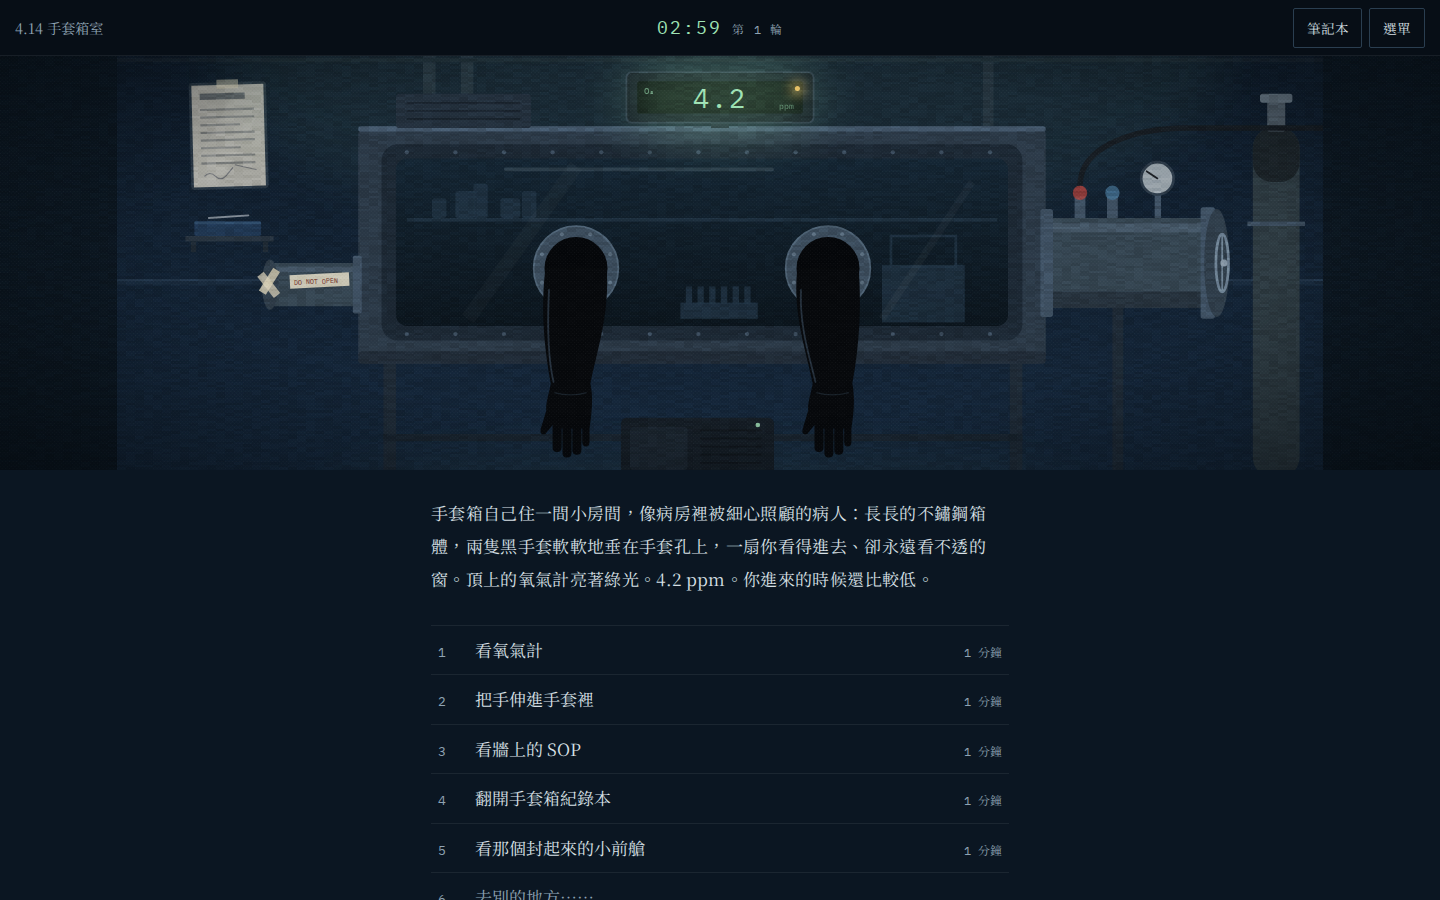 4.14 手套箱室
02:59 第 1 輪
筆記本
選單
O₂ 4.2 ppm
DO NOT OPEN
手套箱自己住一間小房間，像病房裡被細心照顧的病人：長長的不鏽鋼箱
體，兩隻黑手套軟軟地垂在手套孔上，一扇你看得進去、卻永遠看不透的
窗。頂上的氧氣計亮著綠光。4.2 ppm。你進來的時候還比較低。
1 看氧氣計 1 分鐘
2 把手伸進手套裡 1 分鐘
3 看牆上的 SOP 1 分鐘
4 翻開手套箱紀錄本 1 分鐘
5 看那個封起來的小前艙 1 分鐘
6 去別的地方……